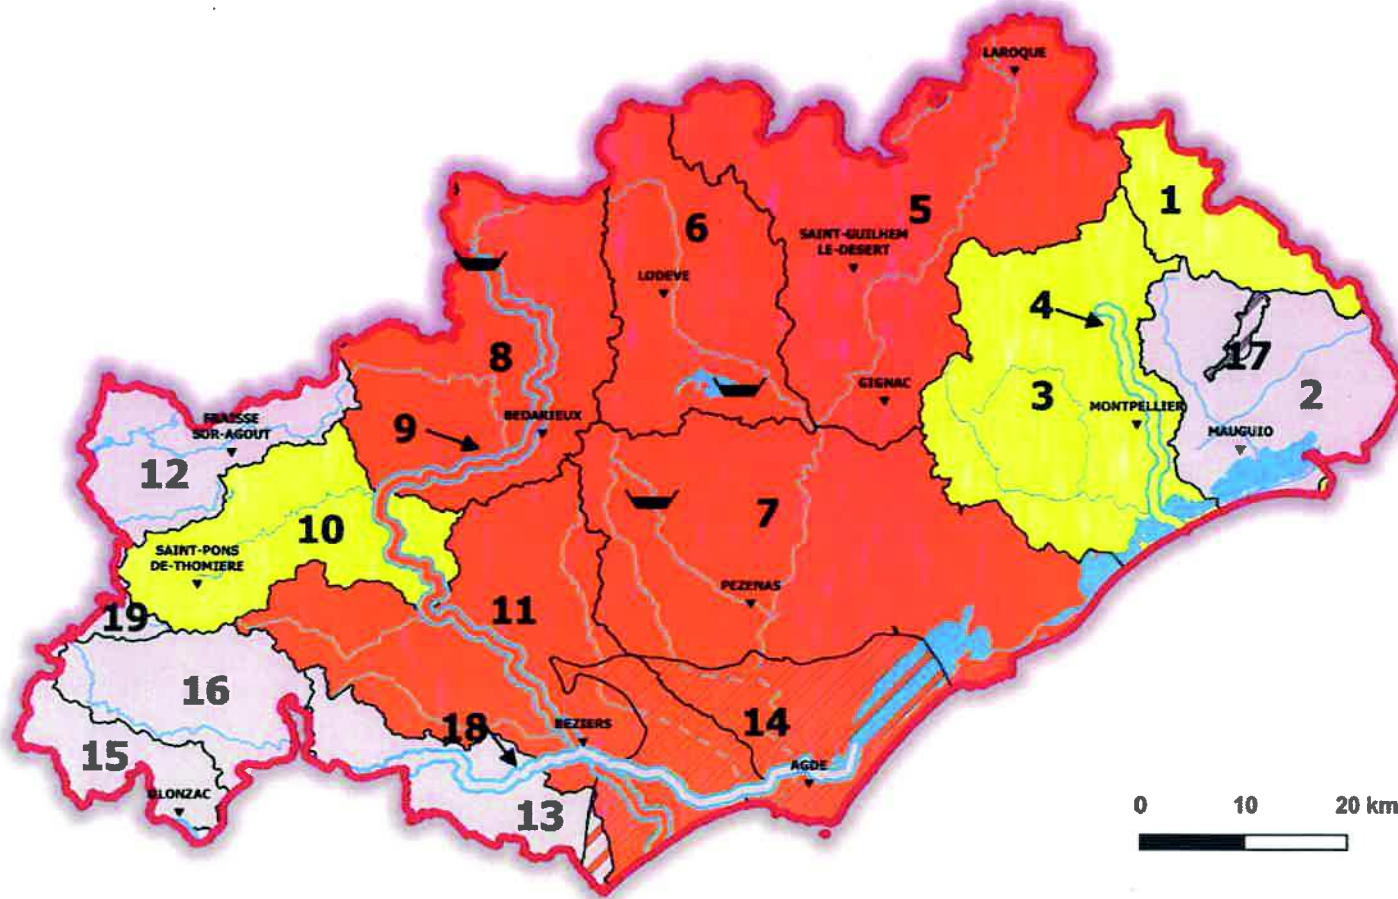 LAROQUE
1
5
6
SAINT-GUILHEM
LE-DESERT
LODEVE
4
8
17
GIGNAC
2
3
MONTPELLIER
BEDARIEUX
9
FRAISSE
SUR-AGOUT
MAUGUIO
12
7
10
SAINT-PONS
DE-THOMIERE
PEZENAS
11
19
16
14
18
BEZIERS
15
AGDE
OLONZAC
13
0 10 20 km